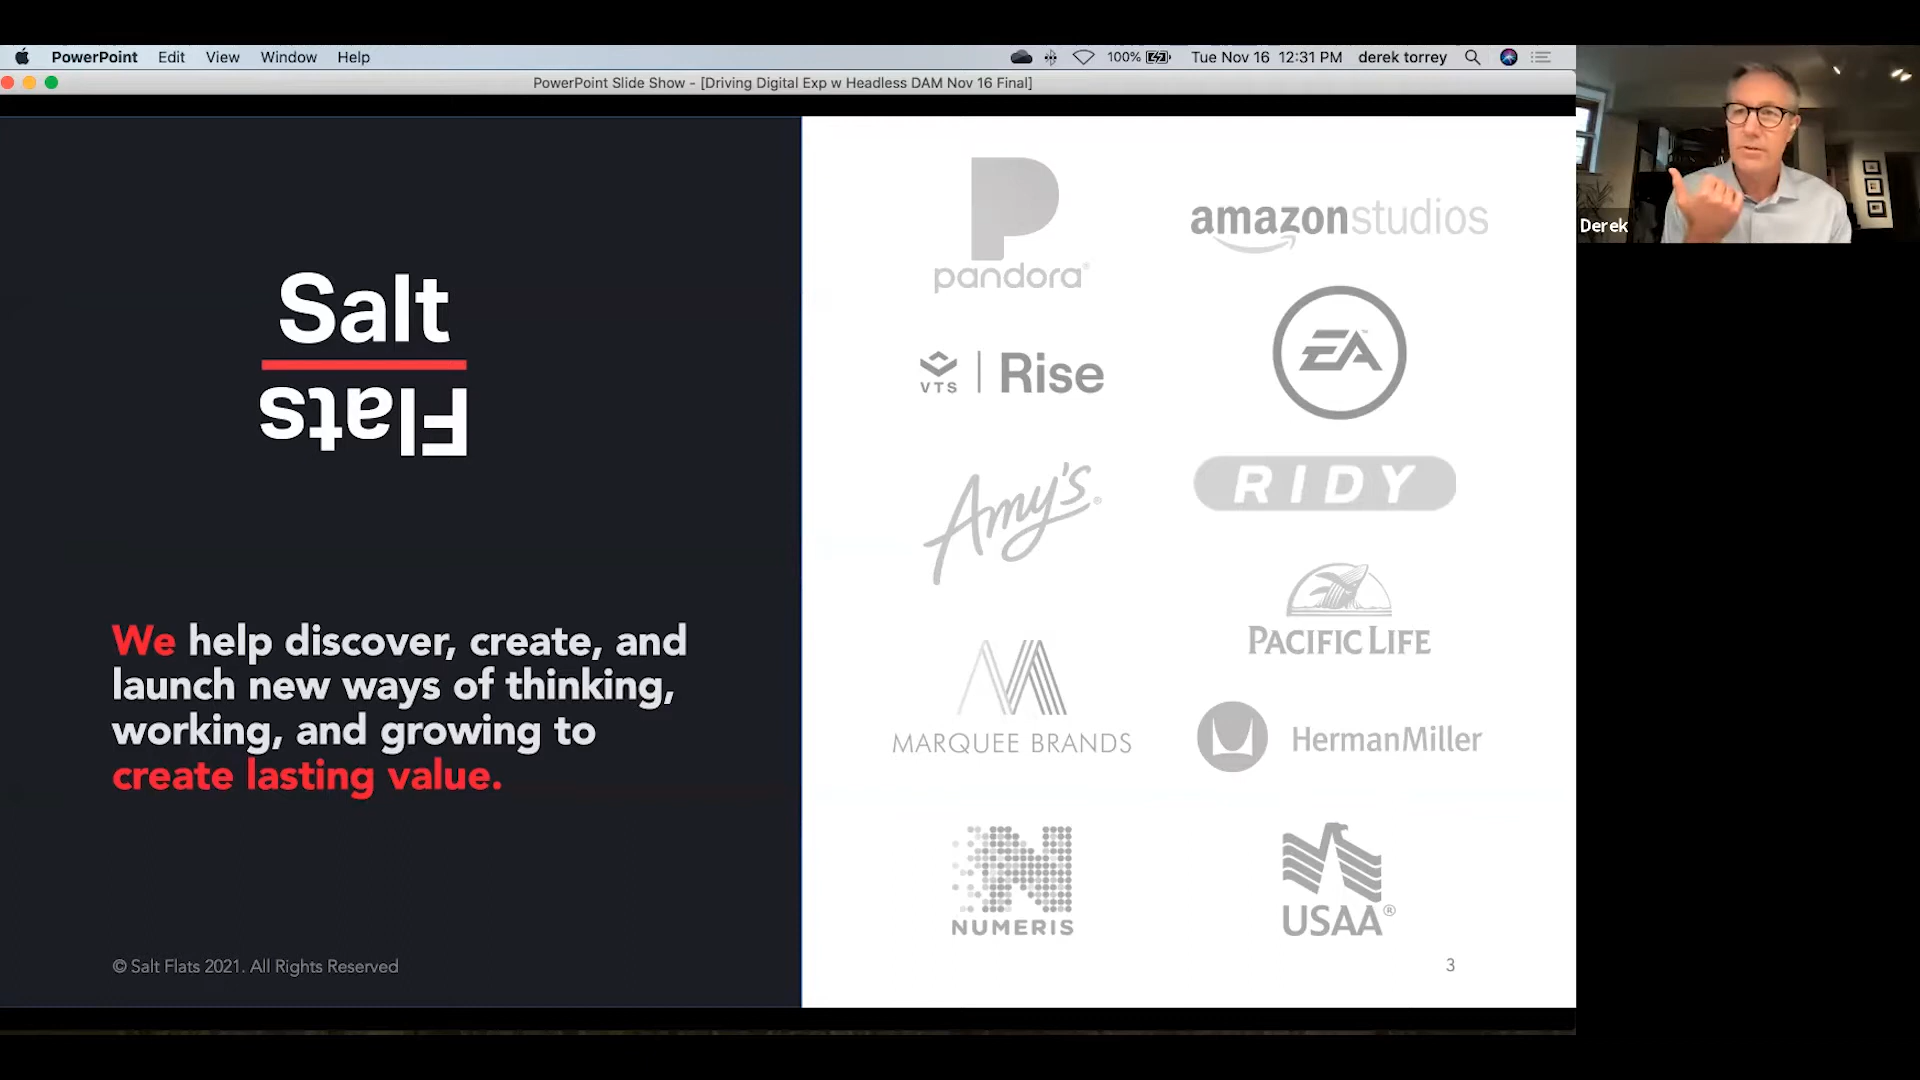 PowerPoint Edit View Window Help 100% Tue Nov 16 12:31 PM derek torrey
PowerPoint Slide Show - [Driving Digital Exp w Headless DAM Nov 16 Final]
Derek
Salt
Flats
We help discover, create, and
launch new ways of thinking,
working, and growing to
create lasting value.
© Salt Flats 2021. All Rights Reserved
pandora®
amazonstudios
VTS | Rise
EA™
Amy's®
RIDY
PACIFIC LIFE
MARQUEE BRANDS
HermanMiller
NUMERIS
USAA®
3